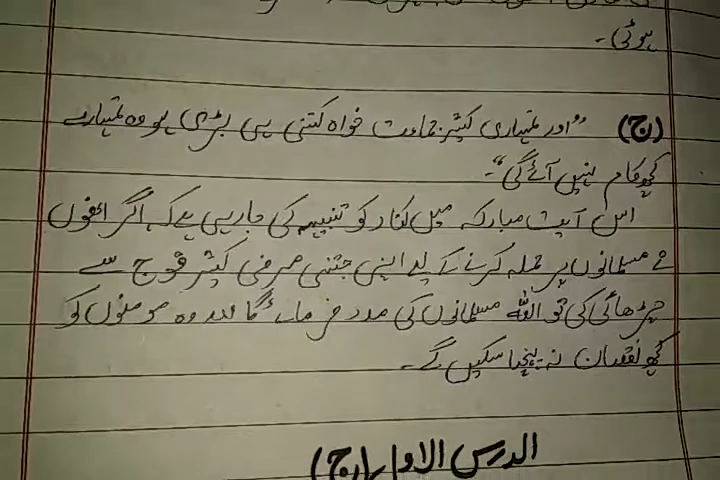 ہوئی۔
(ج) "اور تمہاری کثیر جماعت خواہ کتنی ہی بڑی ہو وہ تمہارے
کچھ کام نہیں آئے گی"۔
اس آیت مبارکہ میں کفار کو تنبیہہ کی جا رہی ہے کہ اگر انھوں
نے مسلمانوں پر حملہ کرنے کے لیے اپنی جتنی مرضی کثیر فوج سے
چڑھائی کی تو اللہ مسلمانوں کی مدد فرمائے گا اور وہ مومنوں کو
کچھ نقصان نہ پہنچا سکیں گے۔
الدرس الاول (ج)